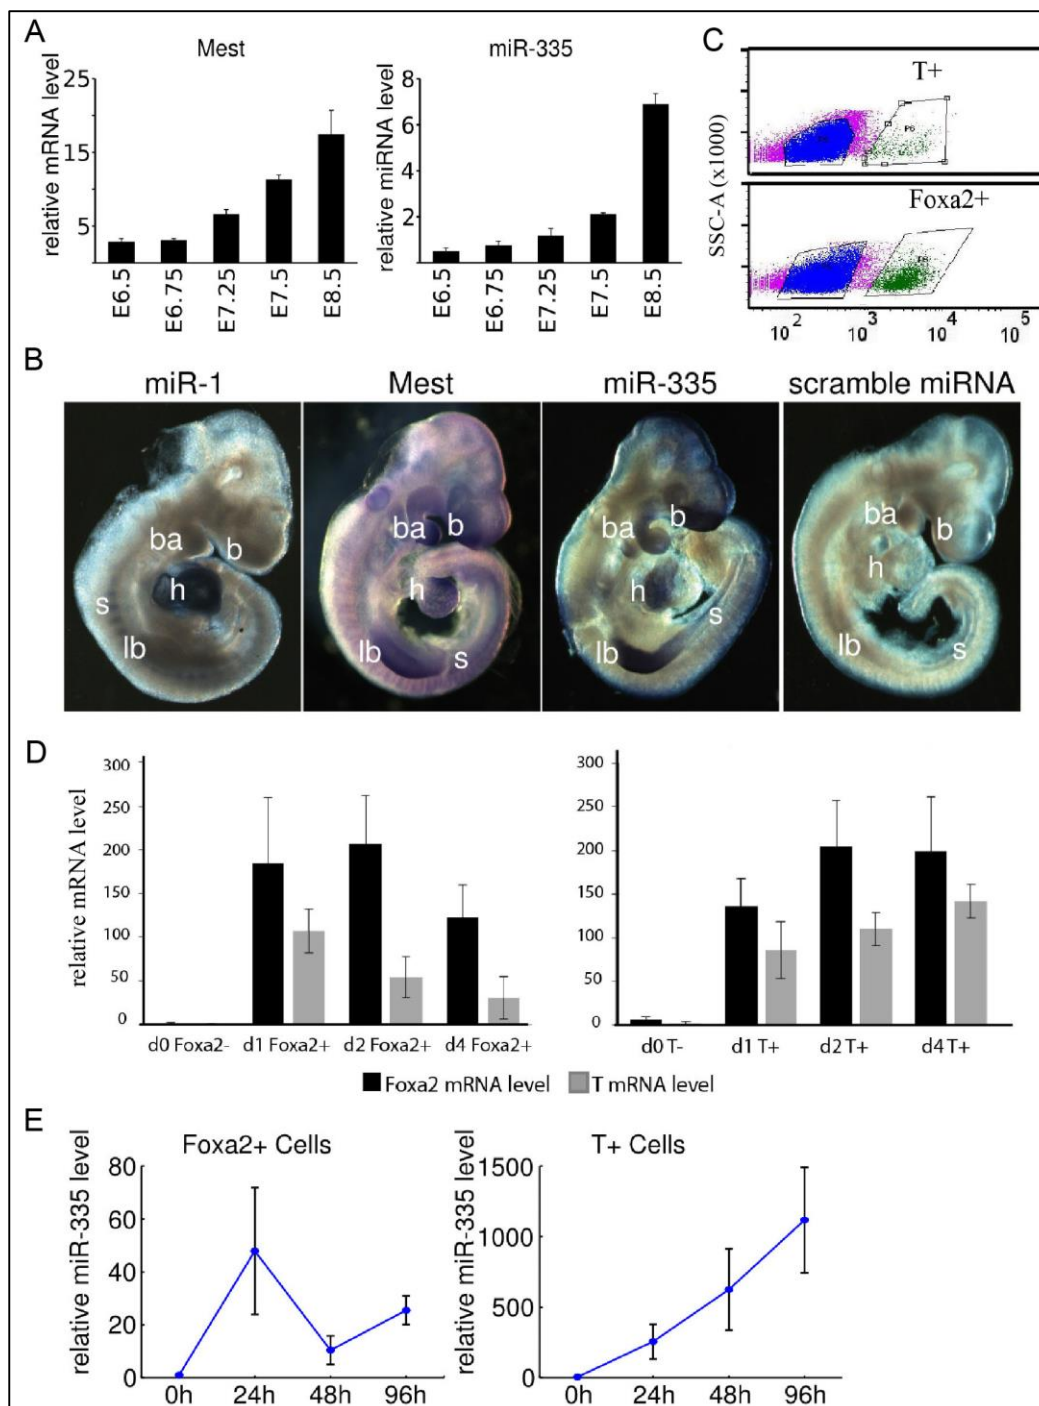 A
Mest
relative mRNA level
25
15
5
E6.5
E6.75
E7.25
E7.5
E8.5
miR-335
relative miRNA level
8
6
4
2
E6.5
E6.75
E7.25
E7.5
E8.5
C
T+
P6
Foxa2+
SSC-A (x1000)
10 2
10 3
10 4
10 5
B
miR-1
Mest
miR-335
scramble miRNA
ba
b
h
s
lb
ba
b
h
lb
s
ba
b
h
s
lb
ba
b
h
lb
s
D
relative mRNA level
300
250
200
150
100
50
0
d0 Foxa2-
d1 Foxa2+
d2 Foxa2+
d4 Foxa2+
300
250
200
150
100
50
0
d0 T-
d1 T+
d2 T+
d4 T+
Foxa2 mRNA level
T mRNA level
E
Foxa2+ Cells
relative miR-335 level
80
60
40
20
0
0h
24h
48h
96h
T+ Cells
relative miR-335 level
1500
1000
500
0
0h
24h
48h
96h